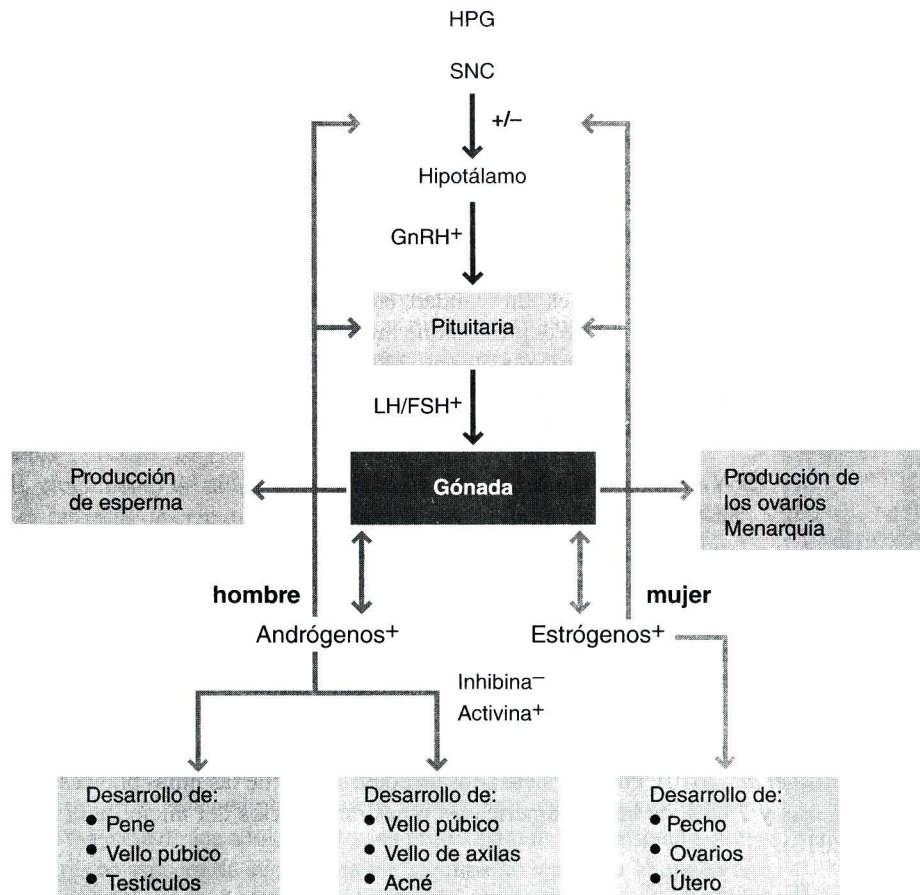 HPG
SNC
+/–
Hipotálamo
GnRH+
Pituitaria
LH/FSH+
Producción
de esperma
Gónada
Producción de
los ovarios
Menarquia
hombre
mujer
Andrógenos+
Estrógenos+
Inhibina–
Activina+
Desarrollo de:
• Pene
• Vello púbico
• Testículos
Desarrollo de:
• Vello púbico
• Vello de axilas
• Acné
Desarrollo de:
• Pecho
• Ovarios
• Útero